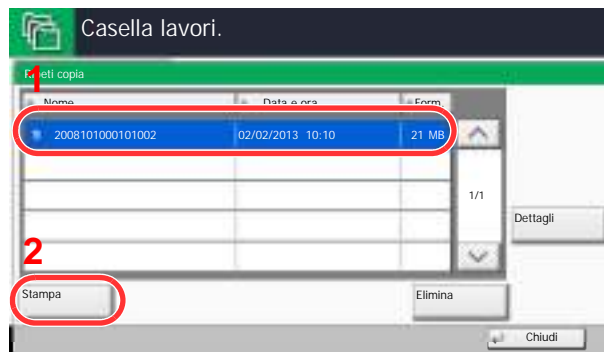 Casella lavori.
Ripeti copia
1
Nome Data e ora Form.
2008101000101002 02/02/2013 10:10 21 MB
1/1
Dettagli
2
Stampa Elimina
Chiudi